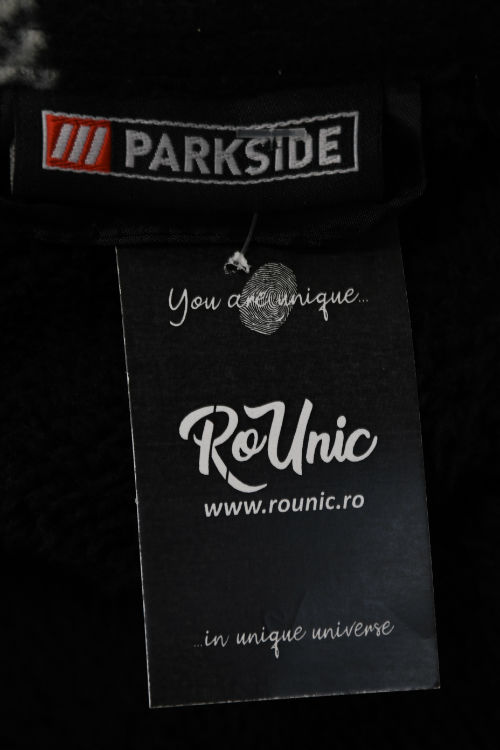 PARKSIDE
You are unique...
RoUnic
www.rounic.ro
...in unique universe